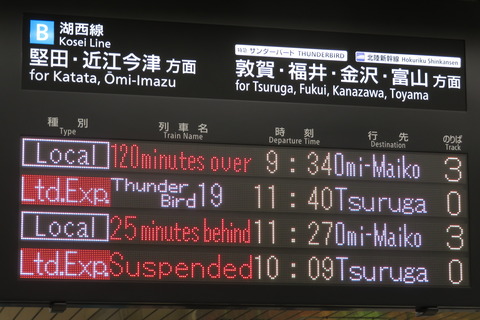 B 湖西線
Kosei Line
堅田・近江今津 方面
for Katata, Ōmi-Imazu
特急 サンダーバード THUNDERBIRD 北陸新幹線 Hokuriku Shinkansen
敦賀・福井・金沢・富山 方面
for Tsuruga, Fukui, Kanazawa, Toyama
種別 列車名 時刻 行先 のりば
Type Train Name Departure Time Destination Track
Local 120minutes over 9:34 Omi-Maiko 3
Ltd.Exp. Thunder Bird 19 11:40 Tsuruga 0
Local 25minutes behind 11:27 Omi-Maiko 3
Ltd.Exp. Suspended 10:09 Tsuruga 0